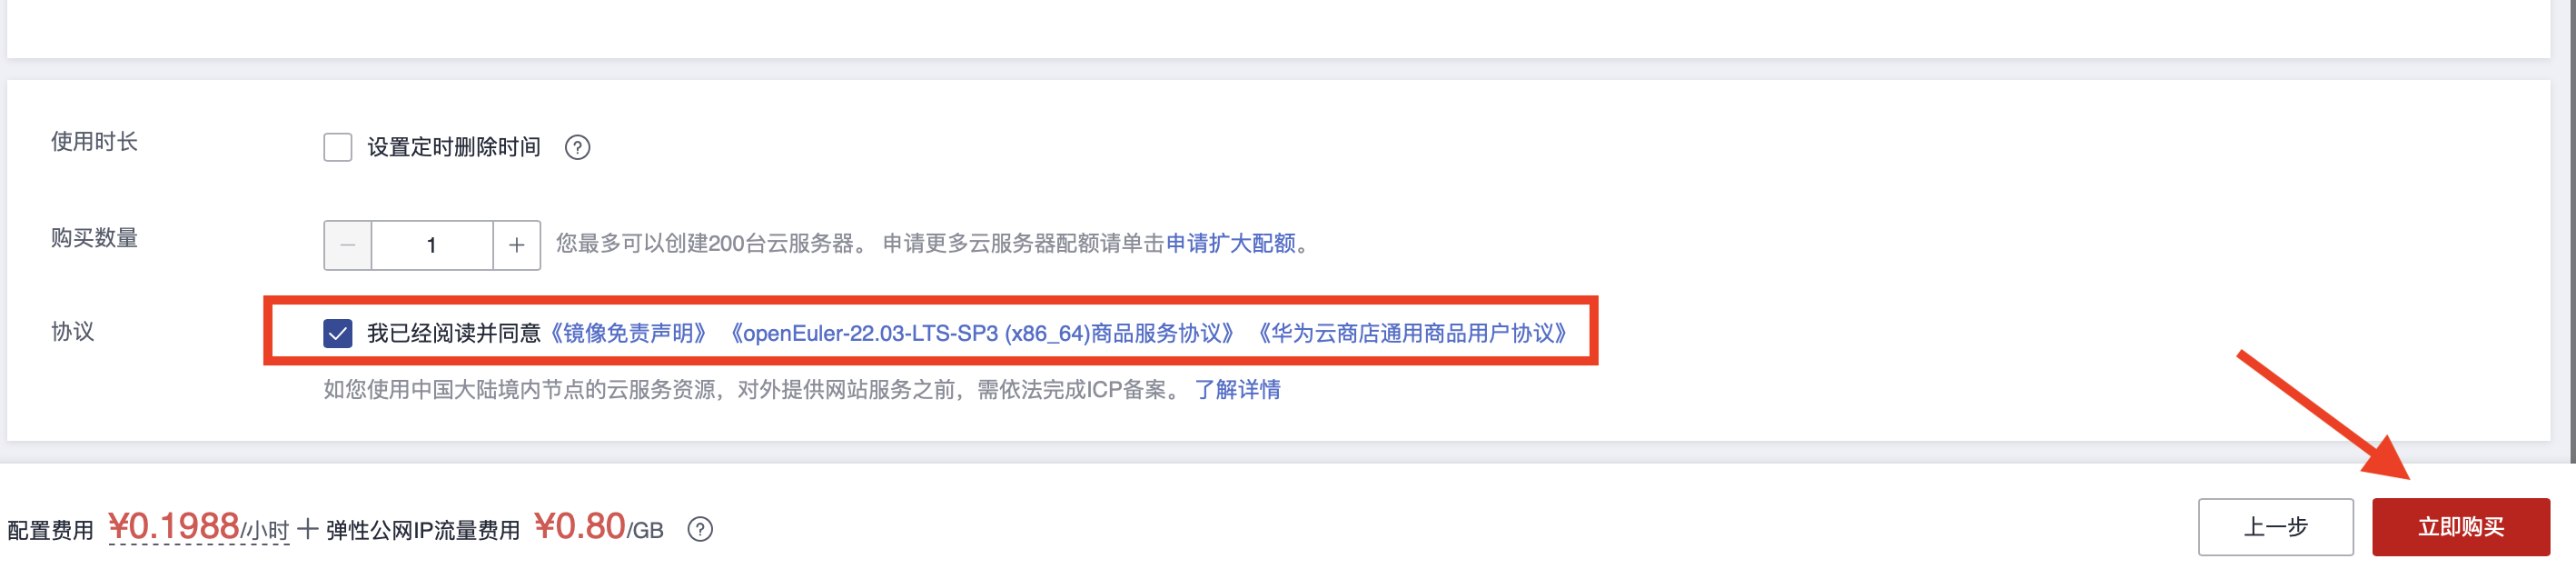 使用时长
设置定时删除时间 ?
购买数量
− 1 + 您最多可以创建200台云服务器。 申请更多云服务器配额请单击申请扩大配额。
协议
我已经阅读并同意《镜像免责声明》 《openEuler-22.03-LTS-SP3 (x86_64)商品服务协议》 《华为云商店通用商品用户协议》
如您使用中国大陆境内节点的云服务资源，对外提供网站服务之前，需依法完成ICP备案。 了解详情
配置费用 ¥0.1988/小时 + 弹性公网IP流量费用 ¥0.80/GB ?
上一步
立即购买